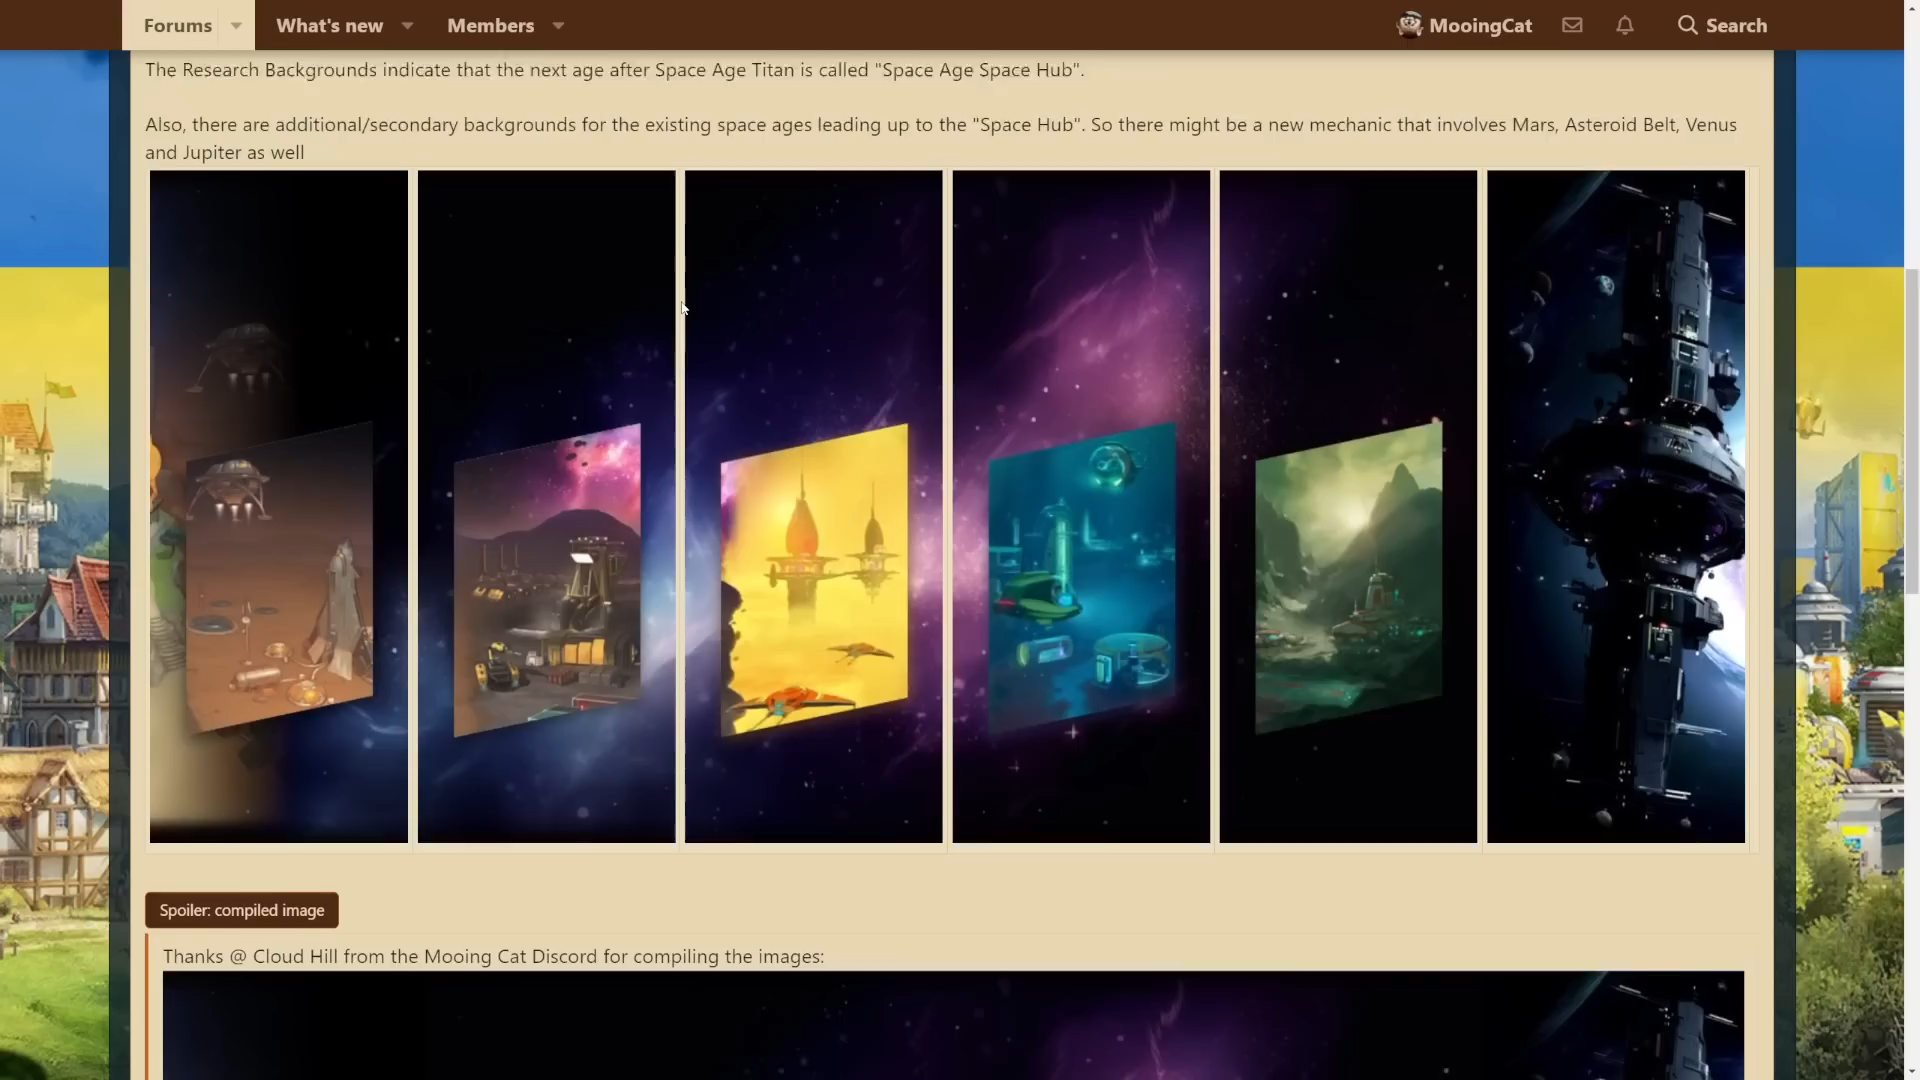 Forums What's new Members MooingCat Search
The Research Backgrounds indicate that the next age after Space Age Titan is called "Space Age Space Hub".
Also, there are additional/secondary backgrounds for the existing space ages leading up to the "Space Hub". So there might be a new mechanic that involves Mars, Asteroid Belt, Venus
and Jupiter as well
Spoiler: compiled image
Thanks @ Cloud Hill from the Mooing Cat Discord for compiling the images: